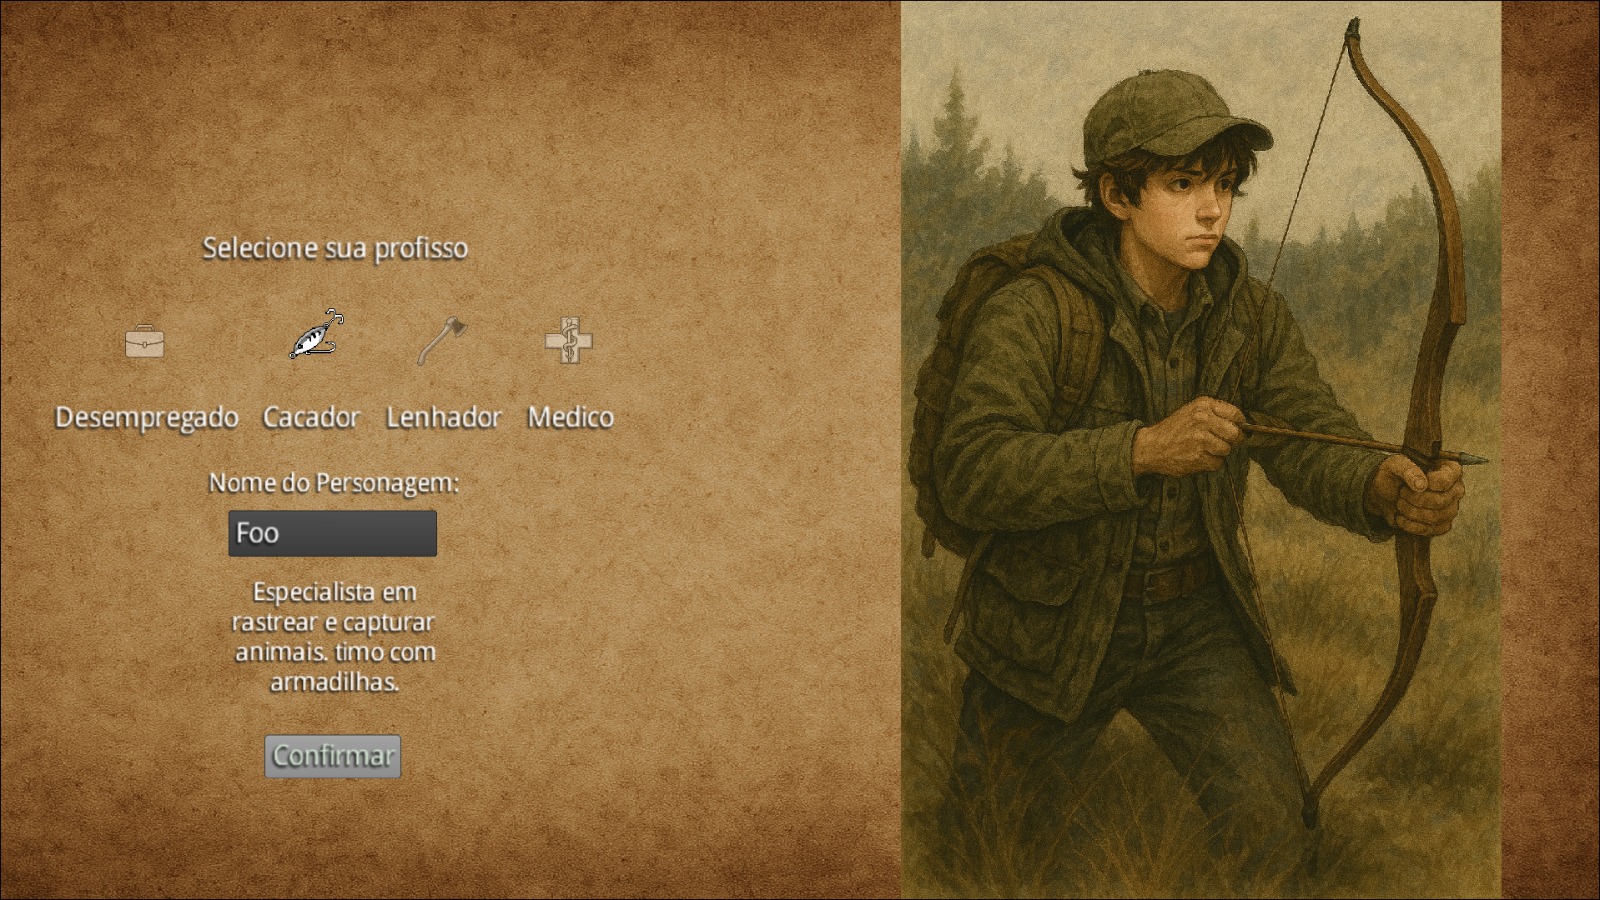 Selecione sua profisso
Desempregado Cacador Lenhador Medico
Nome do Personagem:
Foo
Especialista em
rastrear e capturar
animais. timo com
armadilhas.
Confirmar